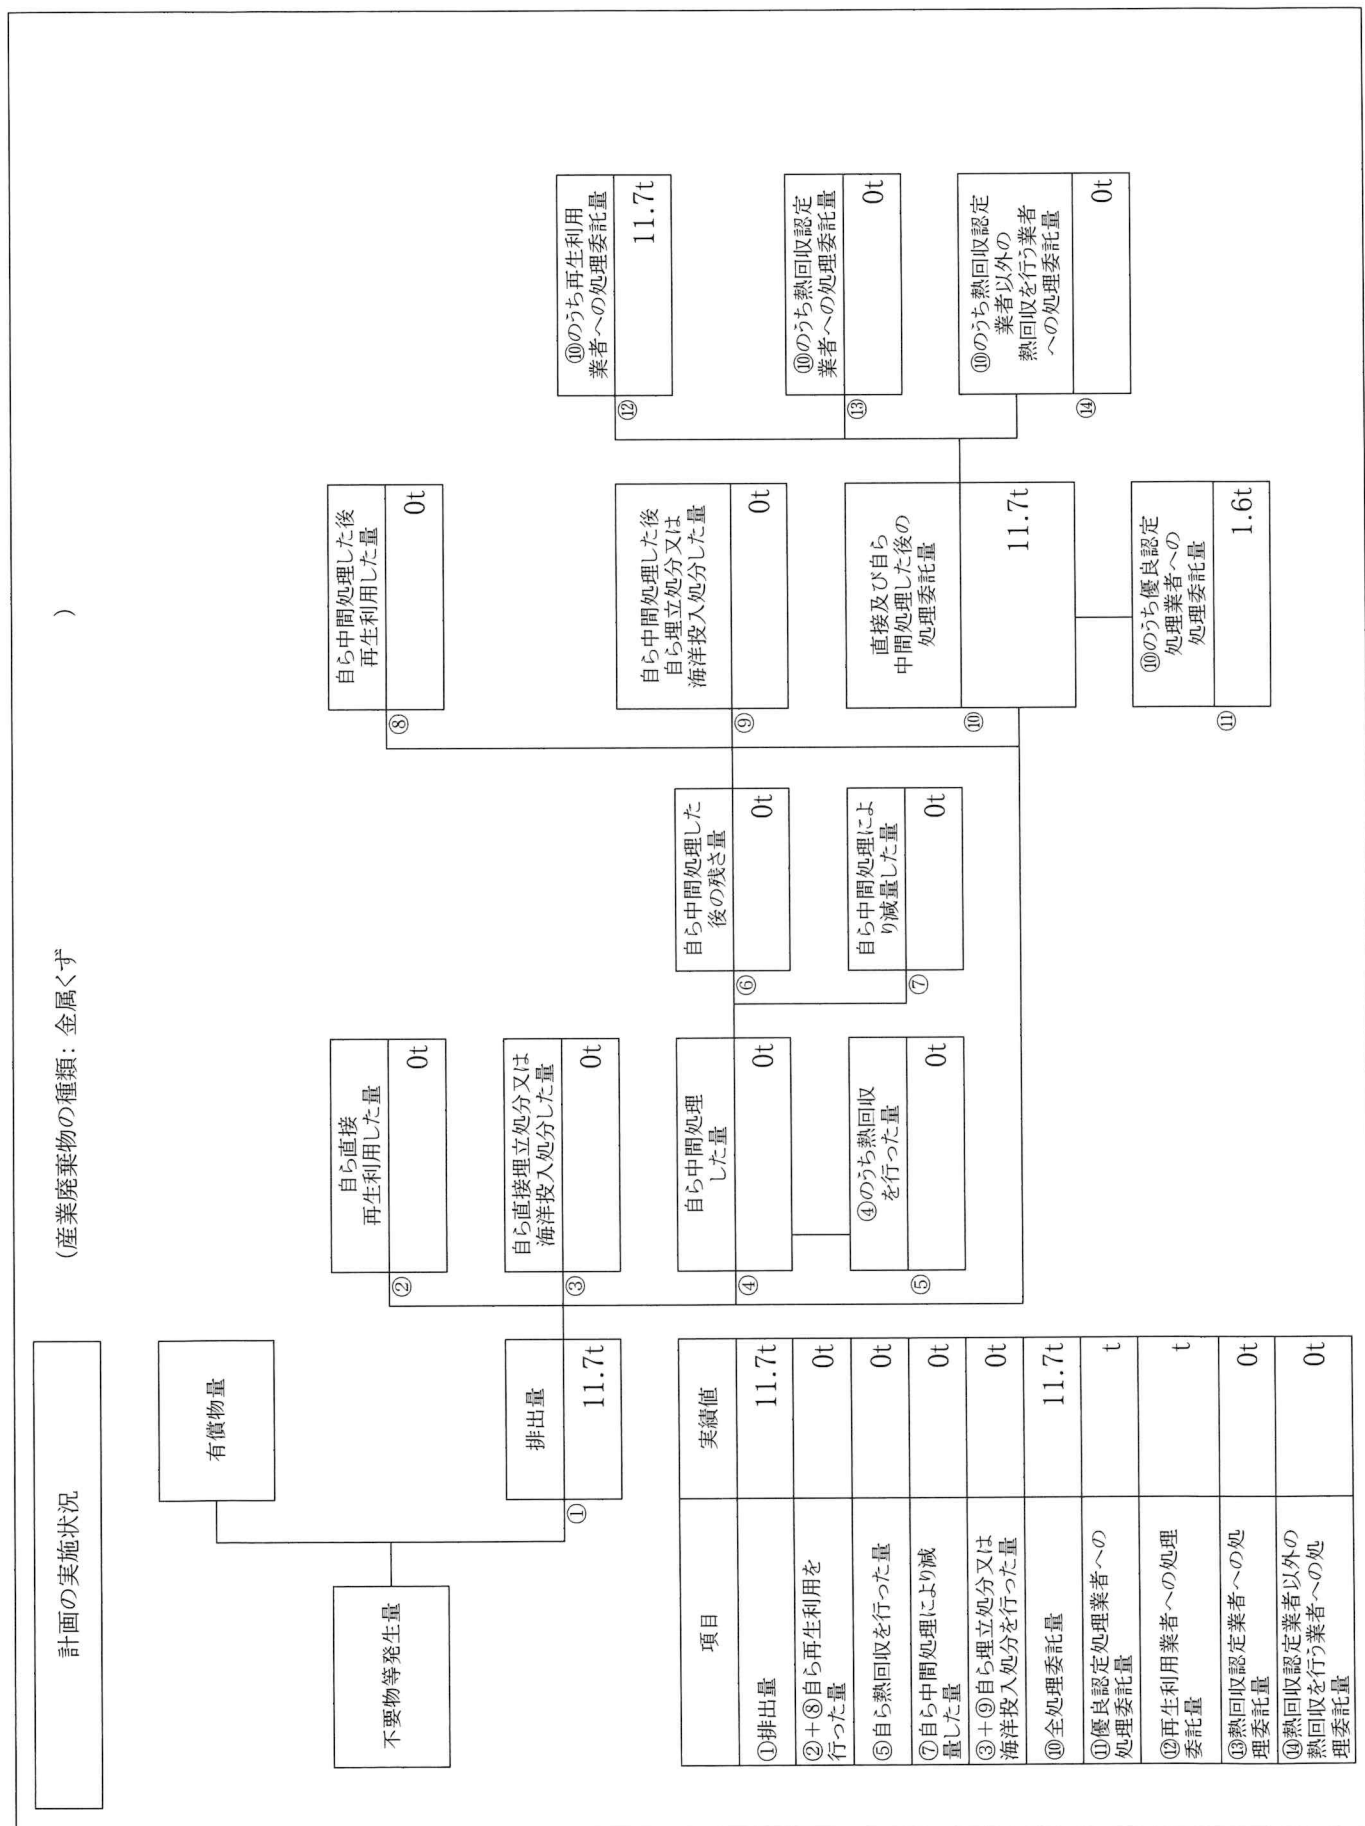 計画の実施状況
（産業廃棄物の種類：金属くず　　　　　　）
不要物等発生量
有償物量
排出量
①
11.7t
自ら直接
再生利用した量
②
0t
自ら直接埋立処分又は
海洋投入処分した量
③
0t
自ら中間処理
した量
④
0t
④のうち熱回収
を行った量
⑤
0t
自ら中間処理した
後の残さ量
⑥
0t
自ら中間処理によ
り減量した量
⑦
0t
自ら中間処理した後
再生利用した量
⑧
0t
自ら中間処理した後
自ら埋立処分又は
海洋投入処分した量
⑨
0t
直接及び自ら
中間処理した後の
処理委託量
⑩
11.7t
⑩のうち優良認定
処理業者への
処理委託量
⑪
1.6t
⑩のうち再生利用
業者への処理委託量
⑫
11.7t
⑩のうち熱回収認定
業者への処理委託量
⑬
0t
⑩のうち熱回収認定
業者以外の
熱回収を行う業者
への処理委託量
⑭
0t
項目　実績値
①排出量　11.7t
②+⑧自ら再生利用を
行った量　0t
⑤自ら熱回収を行った量　0t
⑦自ら中間処理により減
量した量　0t
③+⑨自ら埋立処分又は
海洋投入処分を行った量　0t
⑩全処理委託量　11.7t
⑪優良認定処理業者への
処理委託量　t
⑫再生利用業者への処理
委託量　t
⑬熱回収認定業者への処
理委託量　0t
⑭熱回収認定業者以外の
熱回収を行う業者への処
理委託量　0t